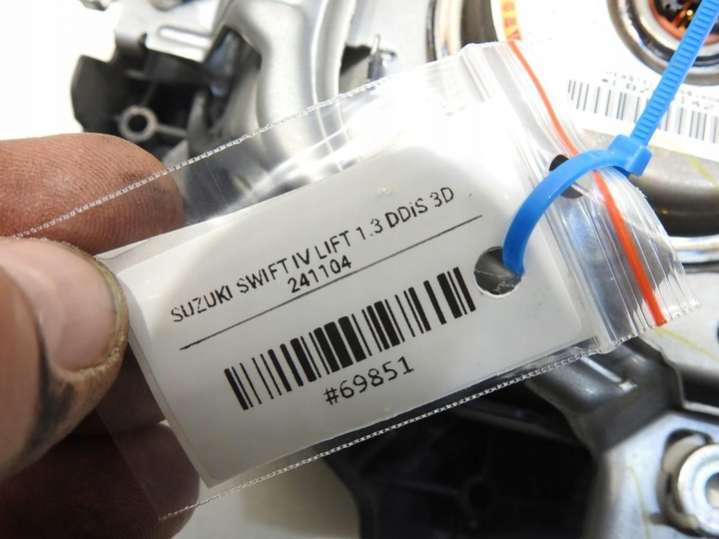 SUZUKI SWIFT IV LIFT 1.3 DDiS 3D
241104
#69851